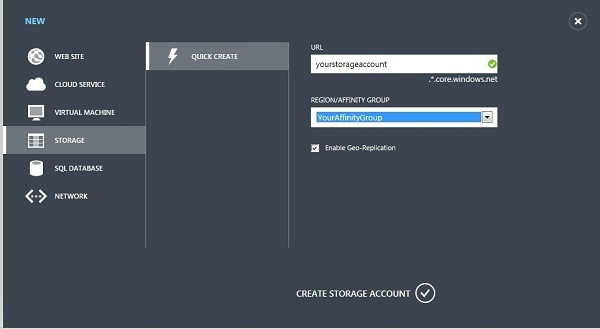 NEW
WEB SITE
CLOUD SERVICE
VIRTUAL MACHINE
STORAGE
SQL DATABASE
NETWORK
QUICK CREATE
URL
yourstorageaccount
.*.core.windows.net
REGION/AFFINITY GROUP
YourAffinityGroup
Enable Geo-Replication
CREATE STORAGE ACCOUNT